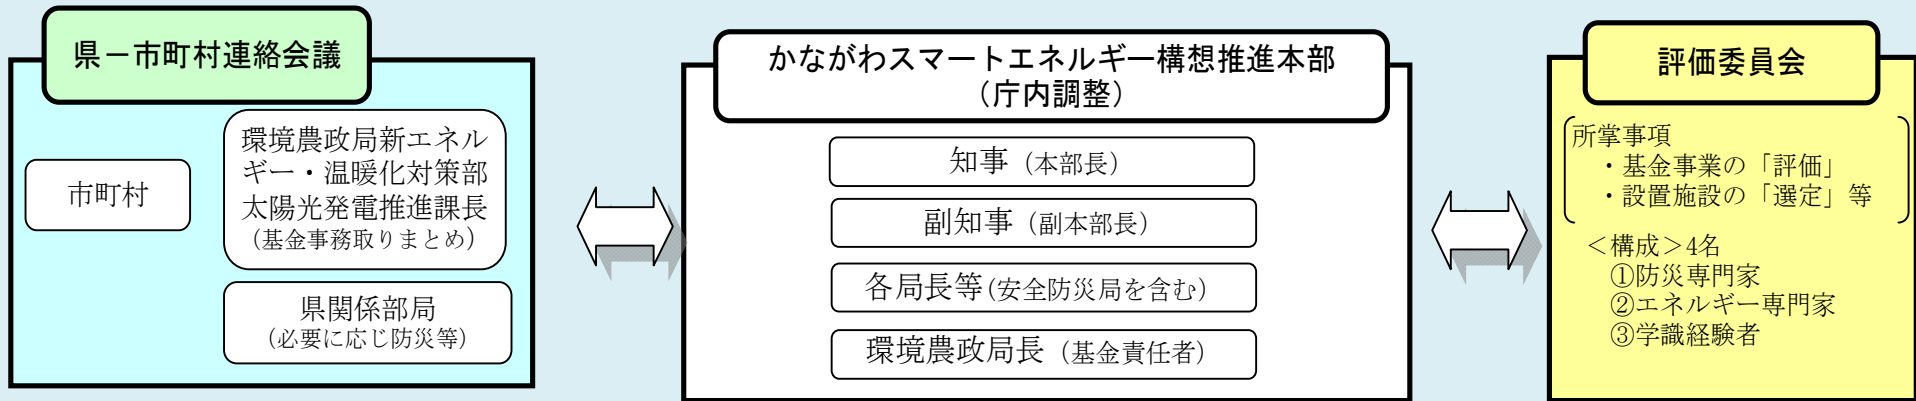 県－市町村連絡会議
市町村
環境農政局新エネル
ギー・温暖化対策部
太陽光発電推進課長
（基金事務取りまとめ）
県関係部局
（必要に応じ防災等）
かながわスマートエネルギー構想推進本部
（庁内調整）
知事（本部長）
副知事（副本部長）
各局長等（安全防災局を含む）
環境農政局長（基金責任者）
評価委員会
所掌事項
・基金事業の「評価」
・設置施設の「選定」等
＜構成＞4名
①防災専門家
②エネルギー専門家
③学識経験者